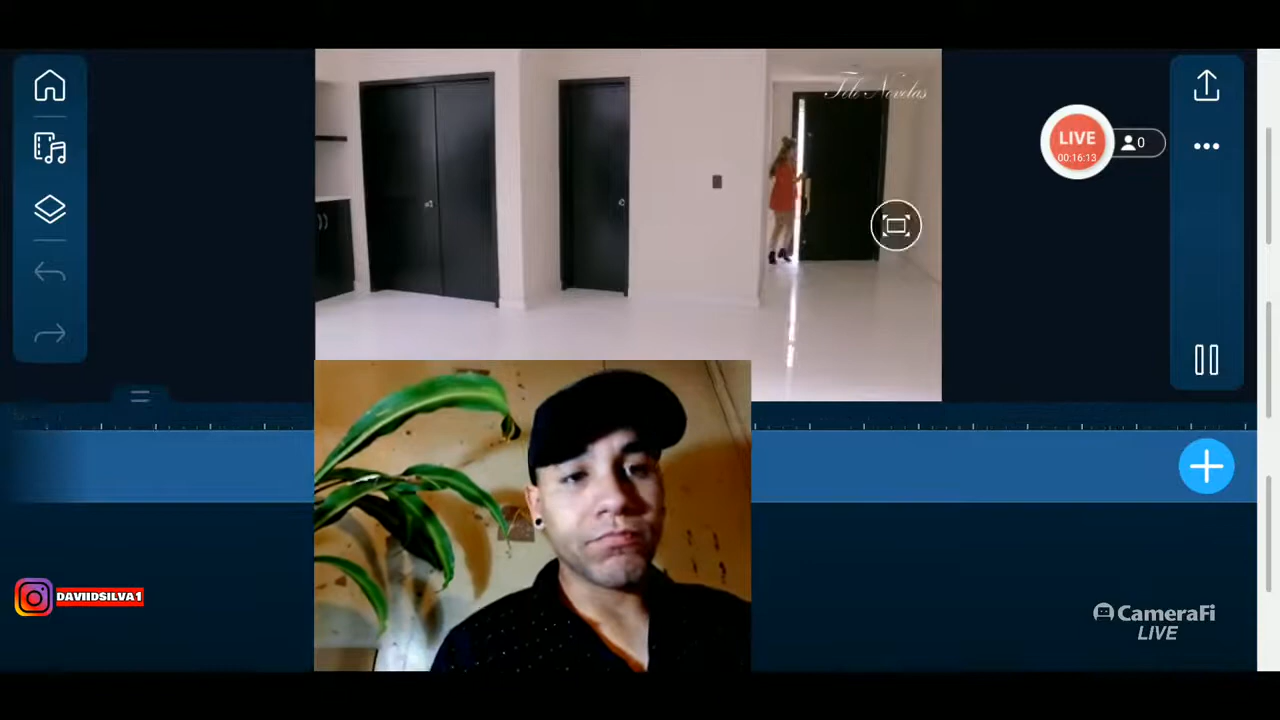 Tele Novelas
LIVE
00:16:13
0
DAVIIDSILVA1
CameraFi
LIVE